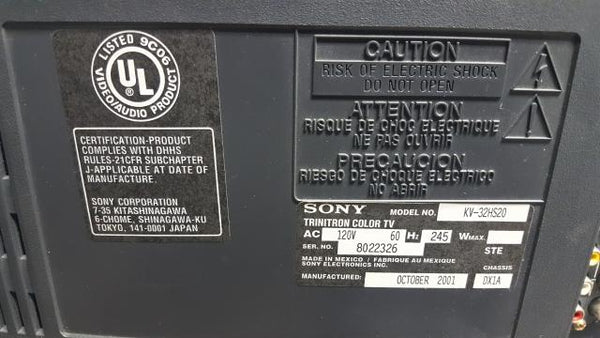 LISTED 9C06
UL
VIDEO/AUDIO PRODUCT
CERTIFICATION-PRODUCT
COMPLIES WITH DHHS
RULES-21CFR SUBCHAPTER
J-APPLICABLE AT DATE OF
MANUFACTURE.
SONY CORPORATION
7-35 KITASHINAGAWA
6-CHOME, SHINAGAWA-KU
TOKYO, 141-0001 JAPAN
CAUTION
RISK OF ELECTRIC SHOCK
DO NOT OPEN
ATTENTION
RISQUE DE CHOC ELECTRIQUE
NE PAS OUVRIR
PRECAUCION
RIESGO DE CHOQUE ELECTRICO
NO ABRIR
SONY MODEL NO. KV-32HS20
TRINITRON COLOR TV
AC 120V 60 Hz 245 WMAX.
SER. NO. 8022326 STE
MADE IN MEXICO / FABRIQUE AU MEXIQUE
SONY ELECTRONICS INC. CHASSIS
MANUFACTURED: OCTOBER 2001 DX1A